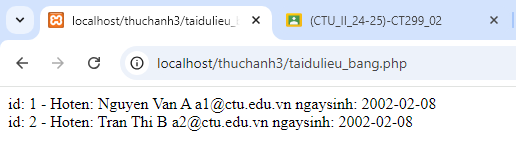 localhost/thuchanh3/taidulieu_
(CTU_II_24-25)-CT299_02
localhost/thuchanh3/taidulieu_bang.php
id: 1 - Hoten: Nguyen Van A a1@ctu.edu.vn ngaysinh: 2002-02-08
id: 2 - Hoten: Tran Thi B a2@ctu.edu.vn ngaysinh: 2002-02-08